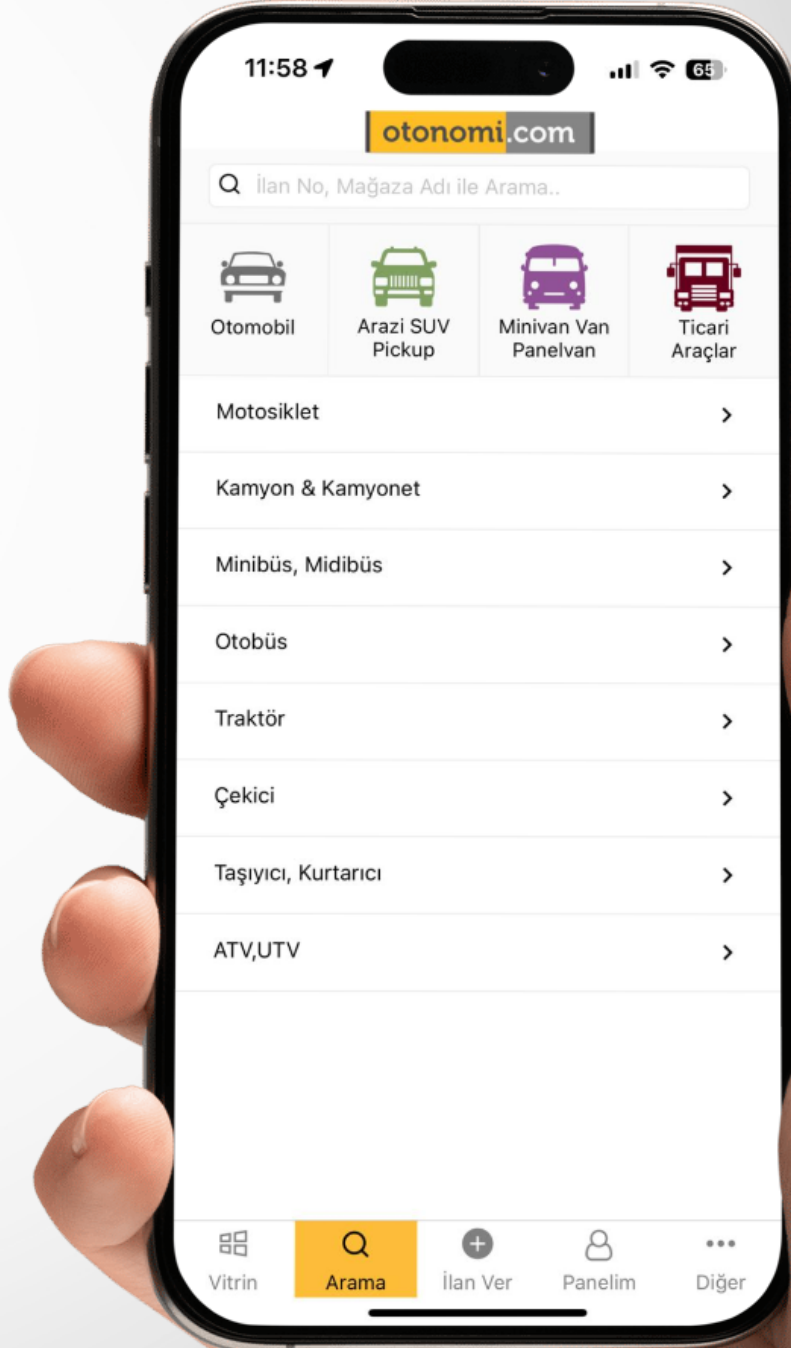 11:58
65
otonomi.com
İlan No, Mağaza Adı ile Arama..
Otomobil
Arazi SUV
Pickup
Minivan Van
Panelvan
Ticari
Araçlar
Motosiklet
Kamyon & Kamyonet
Minibüs, Midibüs
Otobüs
Traktör
Çekici
Taşıyıcı, Kurtarıcı
ATV,UTV
Vitrin
Arama
İlan Ver
Panelim
Diğer